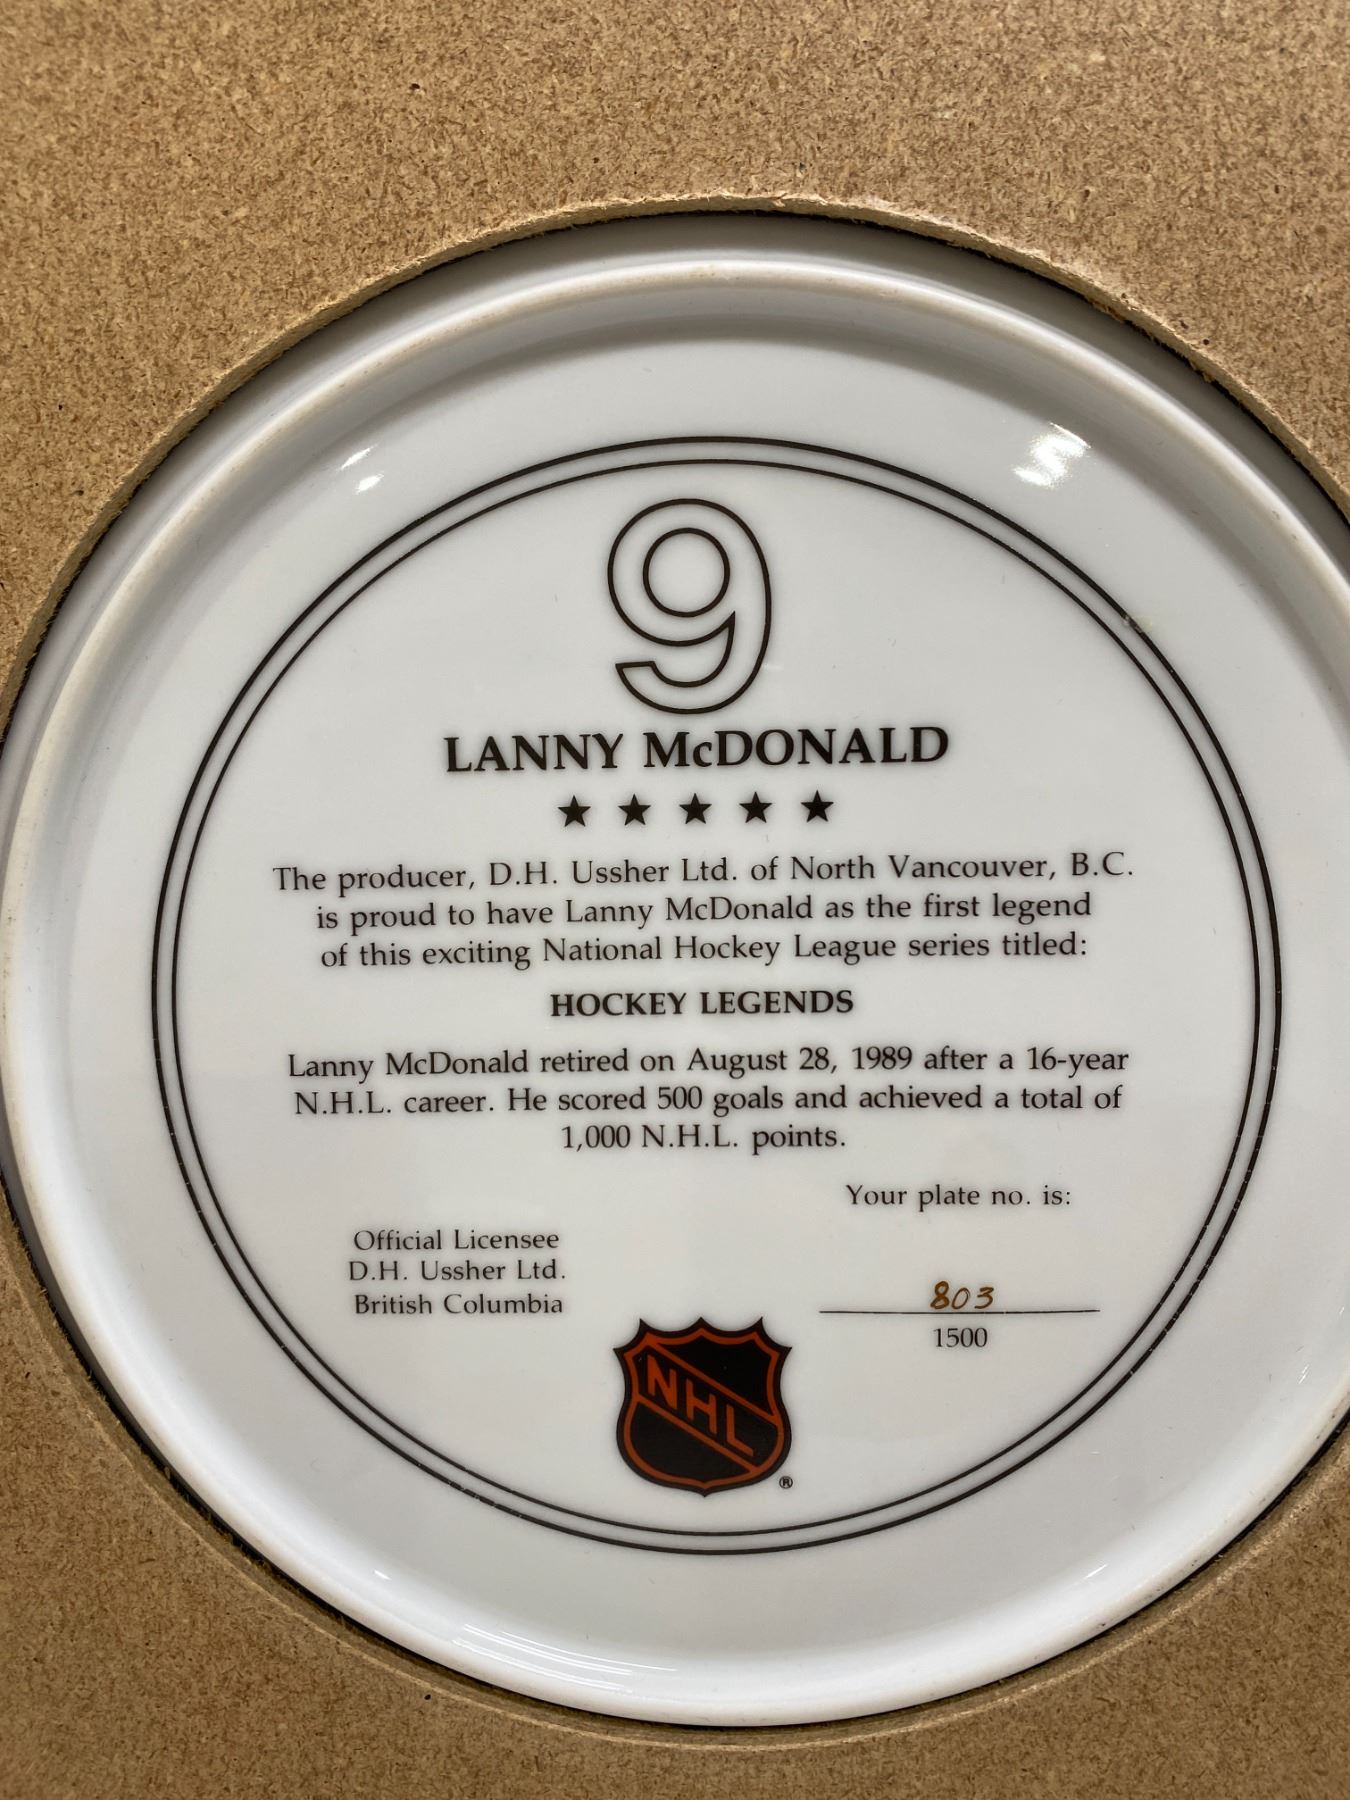 9
LANNY McDONALD
★ ★ ★ ★ ★
The producer, D.H. Ussher Ltd. of North Vancouver, B.C.
is proud to have Lanny McDonald as the first legend
of this exciting National Hockey League series titled:
HOCKEY LEGENDS
Lanny McDonald retired on August 28, 1989 after a 16-year
N.H.L. career. He scored 500 goals and achieved a total of
1,000 N.H.L. points.
Your plate no. is:
803
1500
Official Licensee
D.H. Ussher Ltd.
British Columbia
NHL
®